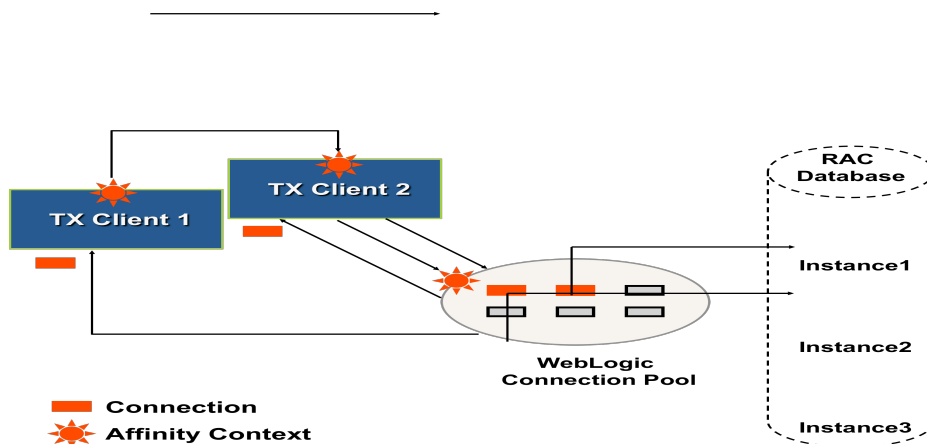 RAC
Database
TX Client 2
TX Client 1
Instance1
Instance2
WebLogic
Connection Pool
Connection
Instance3
Affinity Context